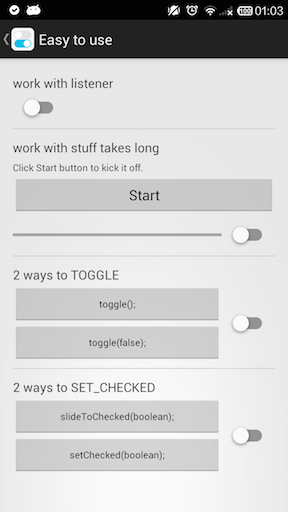 01:03
Easy to use
work with listener
work with stuff takes long
Click Start button to kick it off.
Start
2 ways to TOGGLE
toggle();
toggle(false);
2 ways to SET_CHECKED
slideToChecked(boolean);
setChecked(boolean);